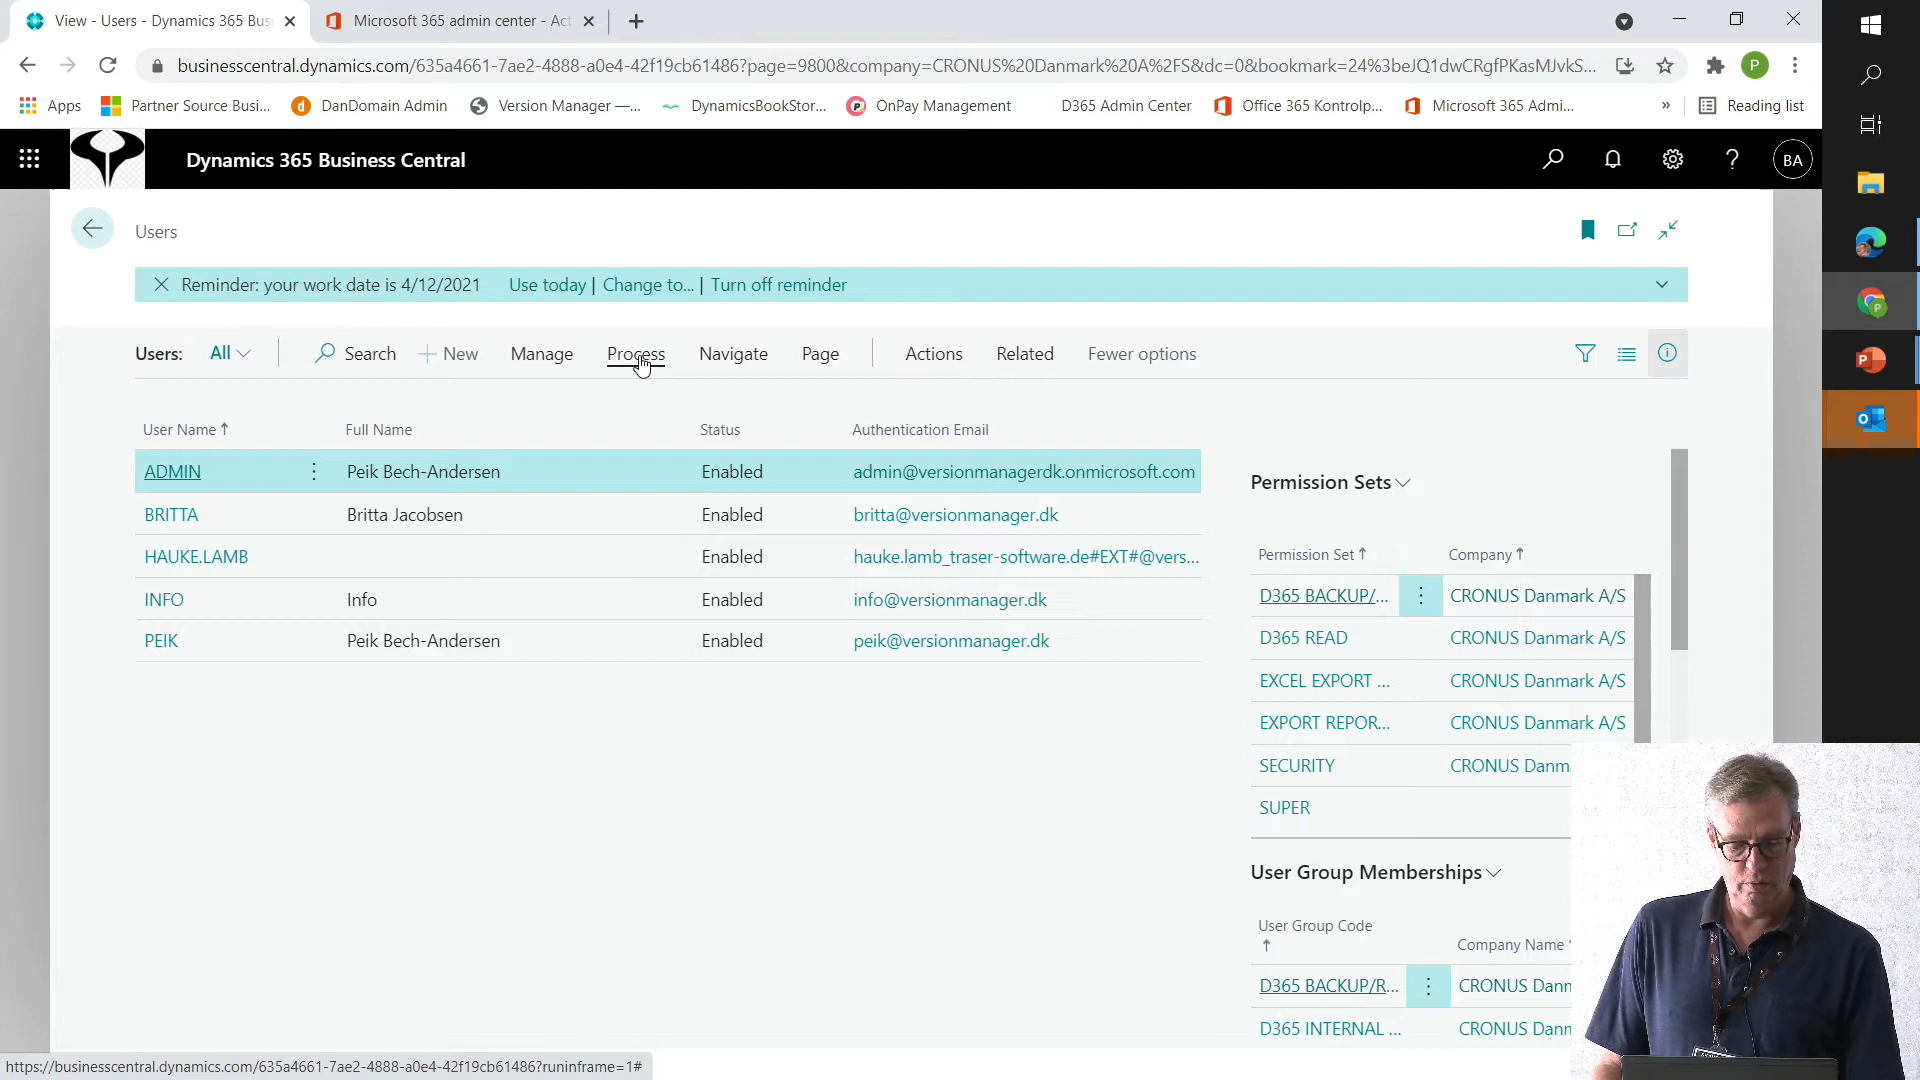 View - Users - Dynamics 365 Bus
Microsoft 365 admin center - Act
businesscentral.dynamics.com/635a4661-7ae2-4888-a0e4-42f19cb61486?page=9800&company=CRONUS%20Danmark%20A%2FS&dc=0&bookmark=24%3beJQ1dwCRgfPKasMJvkS...
P
Apps
Partner Source Busi...
DanDomain Admin
Version Manager —...
DynamicsBookStor...
OnPay Management
D365 Admin Center
Office 365 Kontrolp...
Microsoft 365 Admi...
»
Reading list
Dynamics 365 Business Central
BA
Users
Reminder: your work date is 4/12/2021 Use today | Change to... | Turn off reminder
Users: All Search New Manage Process Navigate Page Actions Related Fewer options
User Name Full Name Status Authentication Email
ADMIN Peik Bech-Andersen Enabled admin@versionmanagerdk.onmicrosoft.com
BRITTA Britta Jacobsen Enabled britta@versionmanager.dk
HAUKE.LAMB Enabled hauke.lamb_traser-software.de#EXT#@vers...
INFO Info Enabled info@versionmanager.dk
PEIK Peik Bech-Andersen Enabled peik@versionmanager.dk
Permission Sets
Permission Set Company
D365 BACKUP/... CRONUS Danmark A/S
D365 READ CRONUS Danmark A/S
EXCEL EXPORT ... CRONUS Danmark A/S
EXPORT REPOR... CRONUS Danmark A/S
SECURITY CRONUS Danm
SUPER
User Group Memberships
User Group Code
Company Name
D365 BACKUP/R... CRONUS Dann
D365 INTERNAL ... CRONUS Dann
https://businesscentral.dynamics.com/635a4661-7ae2-4888-a0e4-42f19cb61486?runinframe=1#